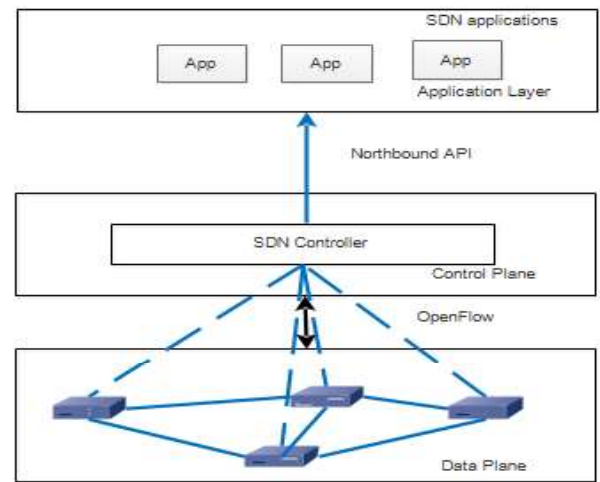 SDN applications
App
App
App
Application Layer
Northbound API
SDN Controller
Control Plane
OpenFlow
Data Plane